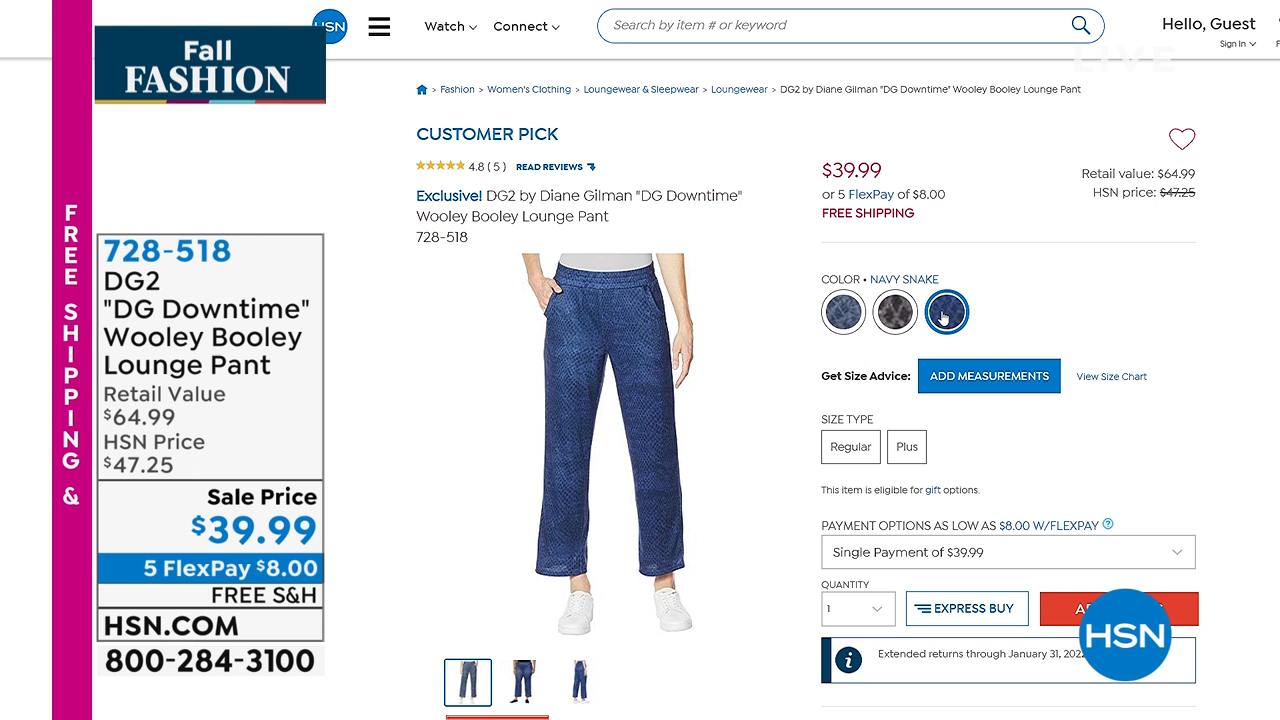 FREE SHIPPING &
Fall
FASHION
728-518
DG2
"DG Downtime"
Wooley Booley
Lounge Pant
Retail Value
$64.99
HSN Price
$47.25
Sale Price
$39.99
5 FlexPay $8.00
FREE S&H
HSN.COM
800-284-3100
HSN
Watch
Connect
Search by item # or keyword
Hello, Guest
Sign In
LIVE
> Fashion > Women's Clothing > Loungewear & Sleepwear > Loungewear > DG2 by Diane Gilman "DG Downtime" Wooley Booley Lounge Pant
CUSTOMER PICK
4.8 ( 5 ) READ REVIEWS
Exclusive! DG2 by Diane Gilman "DG Downtime"
Wooley Booley Lounge Pant
728-518
$39.99
or 5 FlexPay of $8.00
FREE SHIPPING
Retail value: $64.99
HSN price: $47.25
COLOR • NAVY SNAKE
Get Size Advice: ADD MEASUREMENTS View Size Chart
SIZE TYPE
Regular Plus
This item is eligible for gift options.
PAYMENT OPTIONS AS LOW AS $8.00 W/FLEXPAY ?
Single Payment of $39.99
QUANTITY
1
EXPRESS BUY
HSN
i Extended returns through January 31,